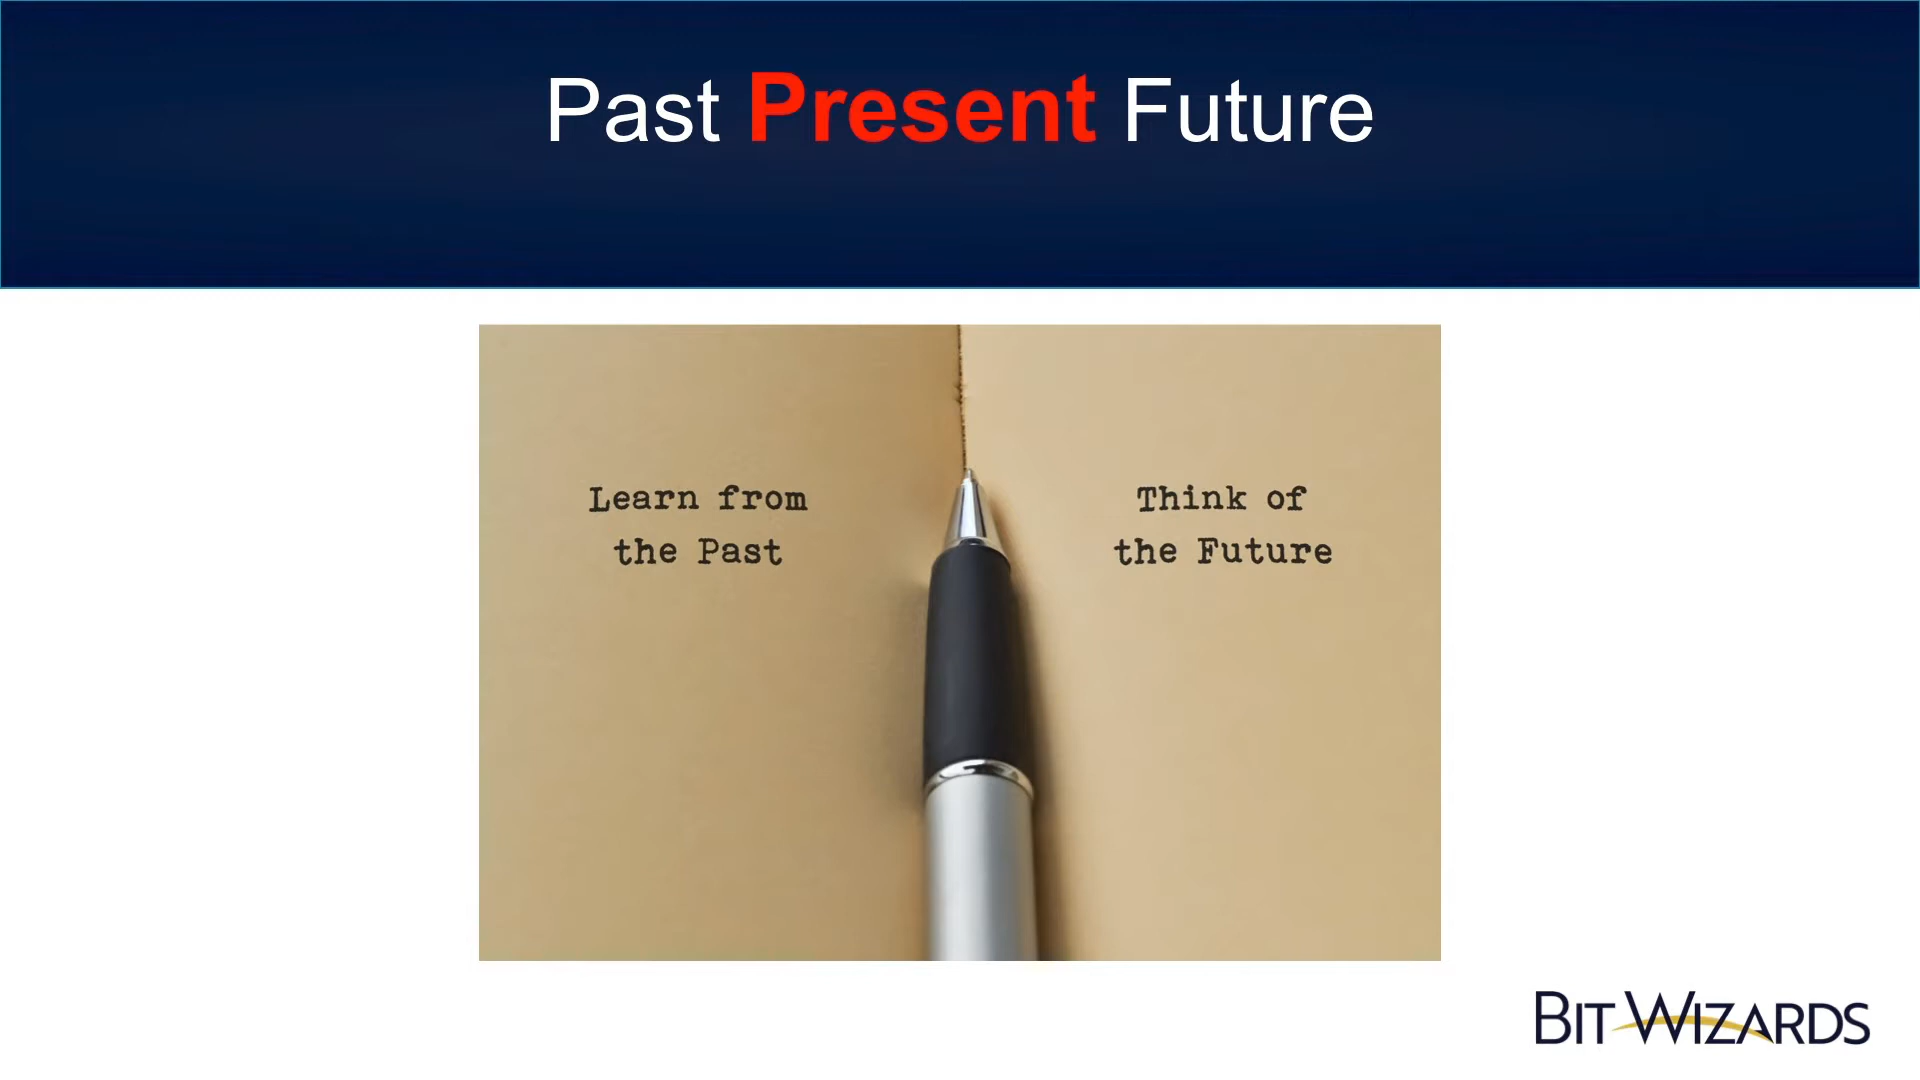 Past Present Future
Learn from
the Past
Think of
the Future
BIT WIZARDS